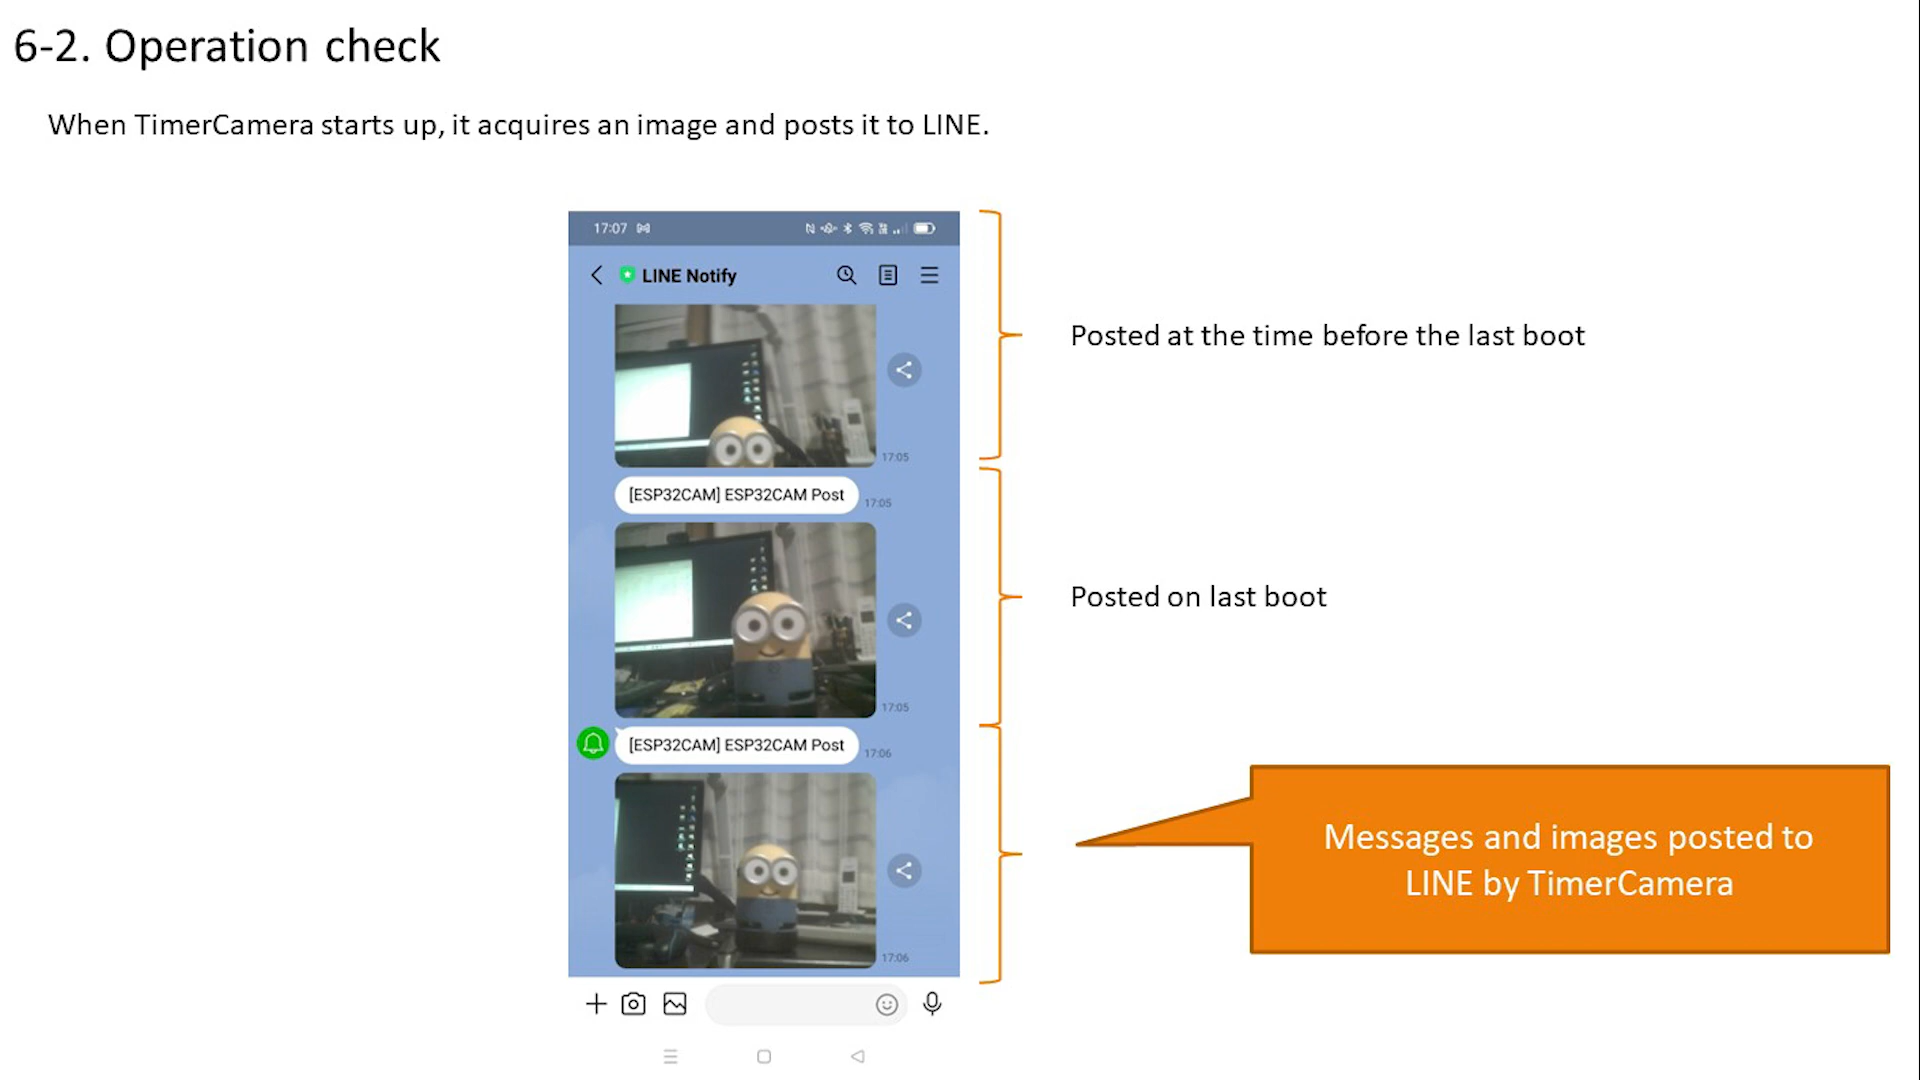 6-2. Operation check
When TimerCamera starts up, it acquires an image and posts it to LINE.
17:07
LINE Notify
17:05
Posted at the time before the last boot
[ESP32CAM] ESP32CAM Post 17:05
17:05
Posted on last boot
[ESP32CAM] ESP32CAM Post 17:06
17:06
Messages and images posted to
LINE by TimerCamera